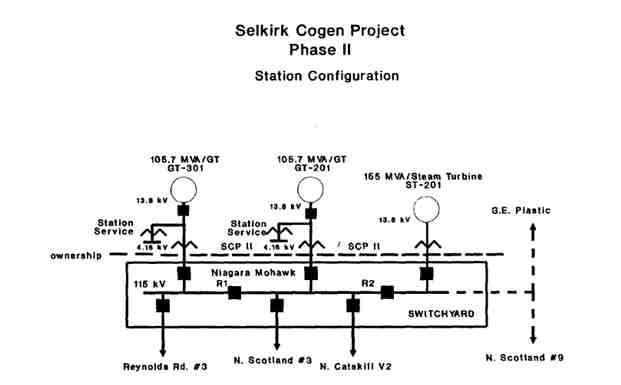 Selkirk Cogen Project
Phase II
Station Configuration
105.7 MVA/GT
GT-301
105.7 MVA/GT
GT-201
155 MVA/Steam Turbine
ST-201
13.8 kV
13.8 kV
13.8 kV
G.E. Plastic
Station
Service
Station
Service
4.16 kV
SCP II
4.16 kV
/ SCP II
ownership
Niagara Mohawk
115 kV
R1
R2
SWITCHYARD
Reynolds Rd. #3
N. Scotland #3
N. Catskill V2
N. Scotland #9